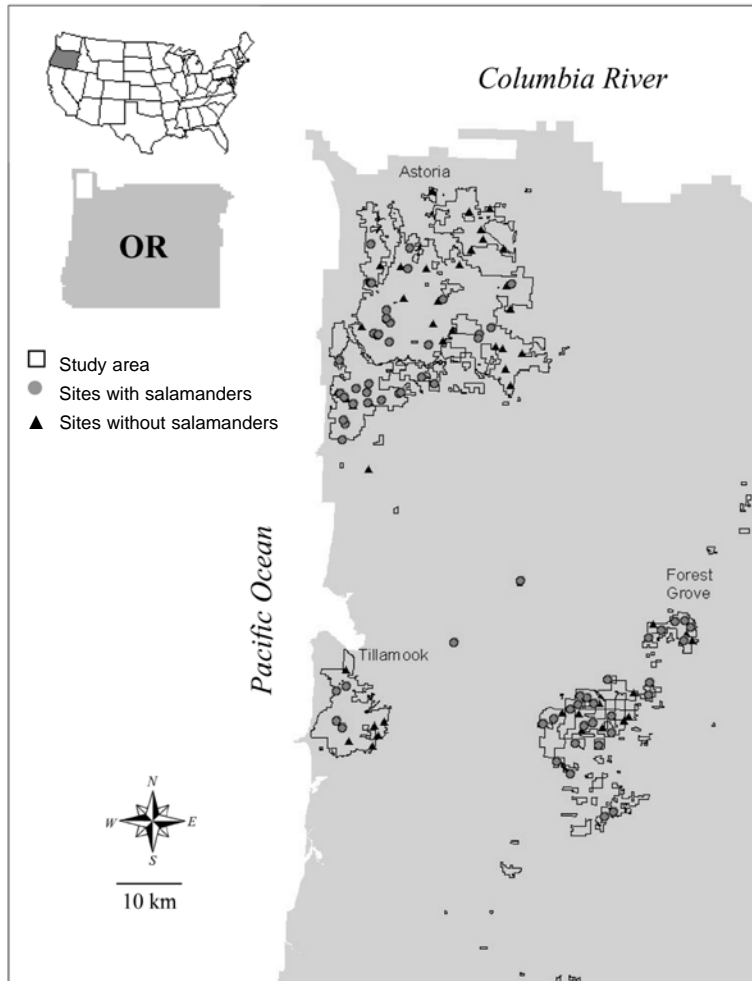 Columbia River
Astoria
OR
Study area
Sites with salamanders
Sites without salamanders
Pacific Ocean
Forest
Grove
Tillamook
N
W E
S
10 km